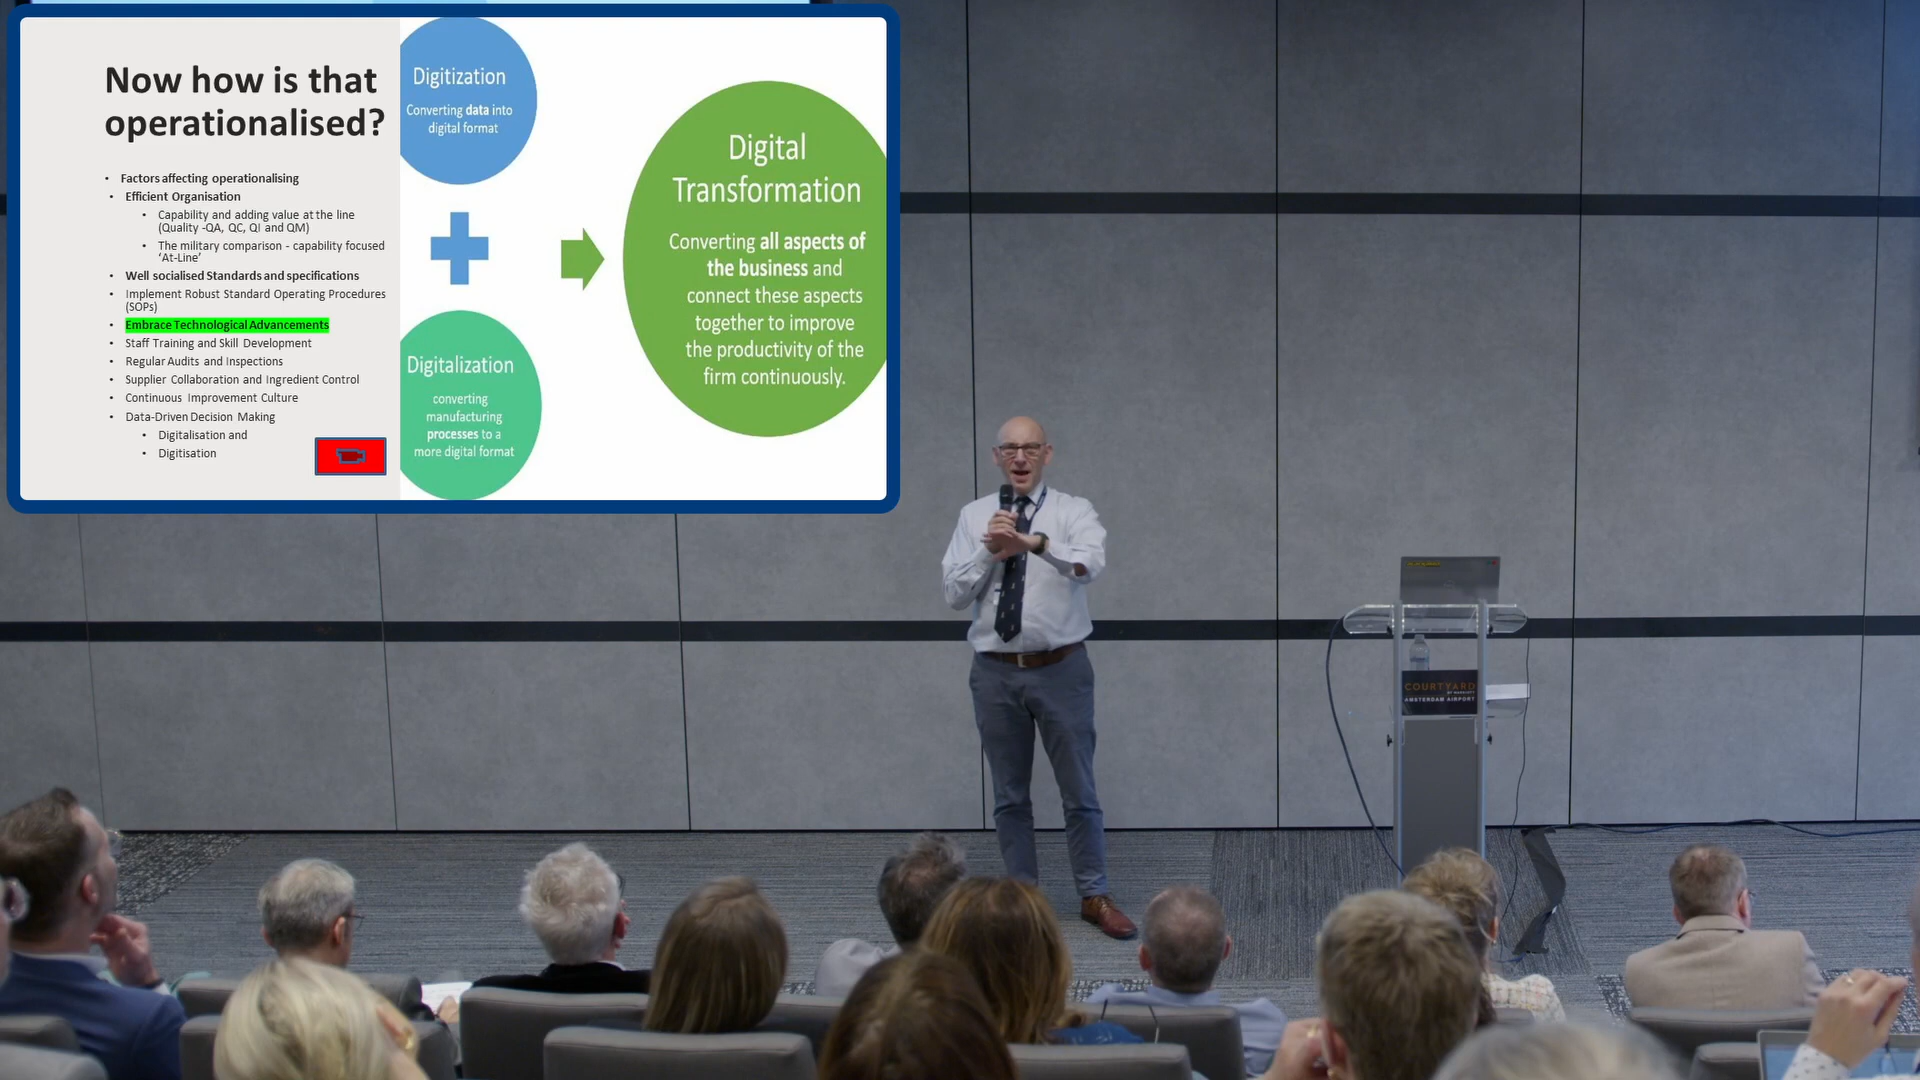 Now how is that
operationalised?
• Factors affecting operationalising
• Efficient Organisation
• Capability and adding value at the line
(Quality -QA, QC, QI and QM)
• The military comparison - capability focused
‘At-Line’
• Well socialised Standards and specifications
• Implement Robust Standard Operating Procedures
(SOPs)
• Embrace Technological Advancements
• Staff Training and Skill Development
• Regular Audits and Inspections
• Supplier Collaboration and Ingredient Control
• Continuous Improvement Culture
• Data-Driven Decision Making
• Digitalisation and
• Digitisation
Digitization
Converting data into
digital format
Digitalization
converting
manufacturing
processes to a
more digital format
Digital
Transformation
Converting all aspects of
the business and
connect these aspects
together to improve
the productivity of the
firm continuously.
COURTYARD
BY MARRIOTT
AMSTERDAM AIRPORT